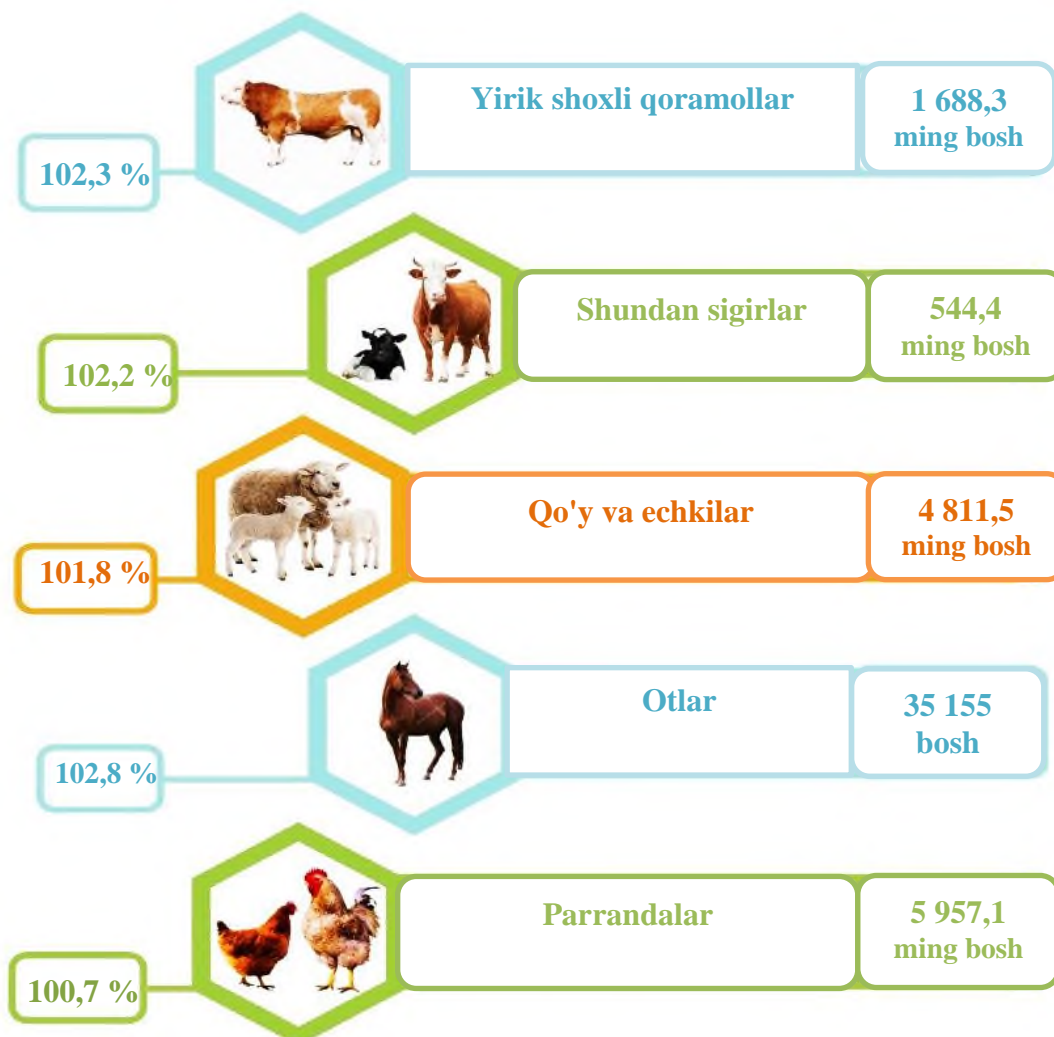 Yirik shoxli qoramollar
1 688,3
ming bosh
102,3 %
Shundan sigirlar
544,4
ming bosh
102,2 %
Qo'y va echkilar
4 811,5
ming bosh
101,8 %
Otlar
35 155
bosh
102,8 %
Parrandalar
5 957,1
ming bosh
100,7 %